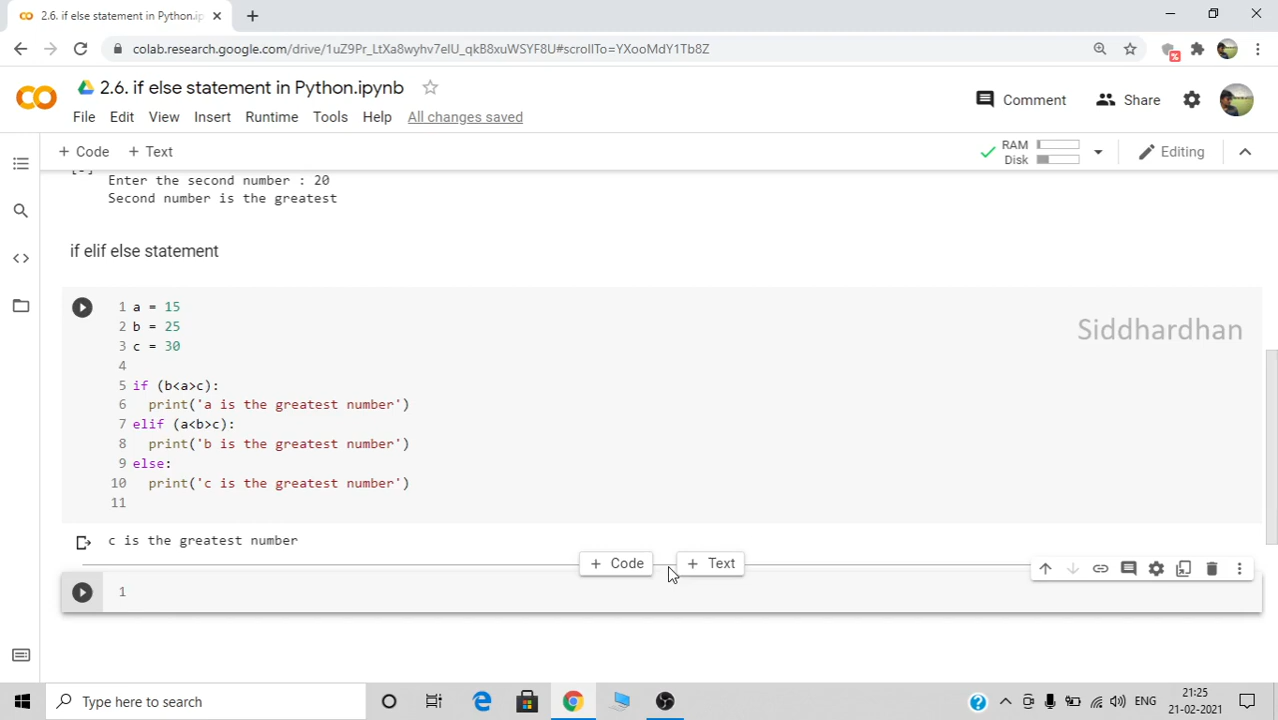 2.6. if else statement in Python.ip
colab.research.google.com/drive/1uZ9Pr_LtXa8wyhv7eIU_qkB8xuWSYF8U#scrollTo=YXooMdY1Tb8Z
2.6. if else statement in Python.ipynb
Comment
Share
File Edit View Insert Runtime Tools Help All changes saved
+ Code + Text
RAM
Disk
Editing
Enter the second number : 20
Second number is the greatest
if elif else statement
1 a = 15
2 b = 25
3 c = 30
4
5 if (b<a>c):
6 print('a is the greatest number')
7 elif (a<b>c):
8 print('b is the greatest number')
9 else:
10 print('c is the greatest number')
11
Siddhardhan
c is the greatest number
+ Code + Text
1
Type here to search
ENG
21:25
21-02-2021